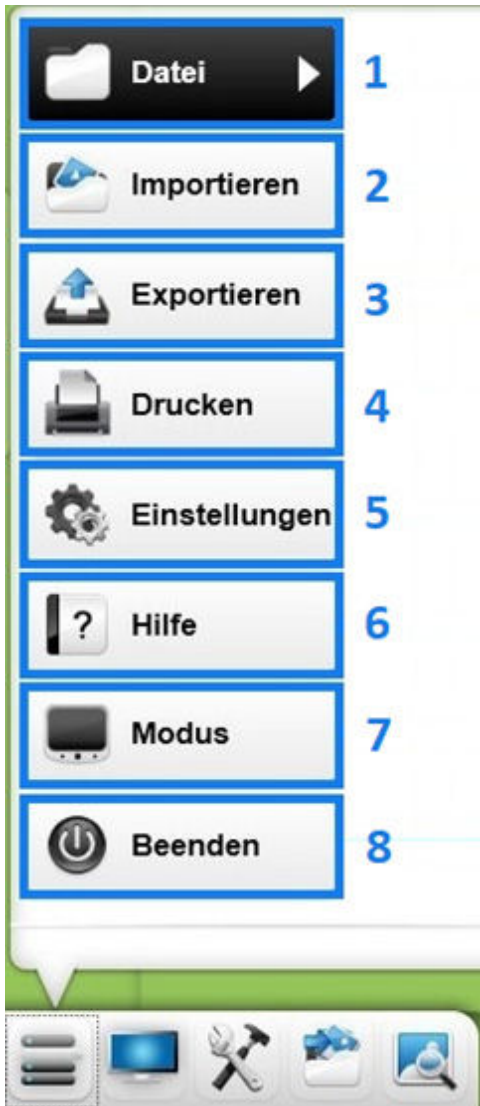 Datei 1
Importieren 2
Exportieren 3
Drucken 4
Einstellungen 5
? Hilfe 6
Modus 7
Beenden 8